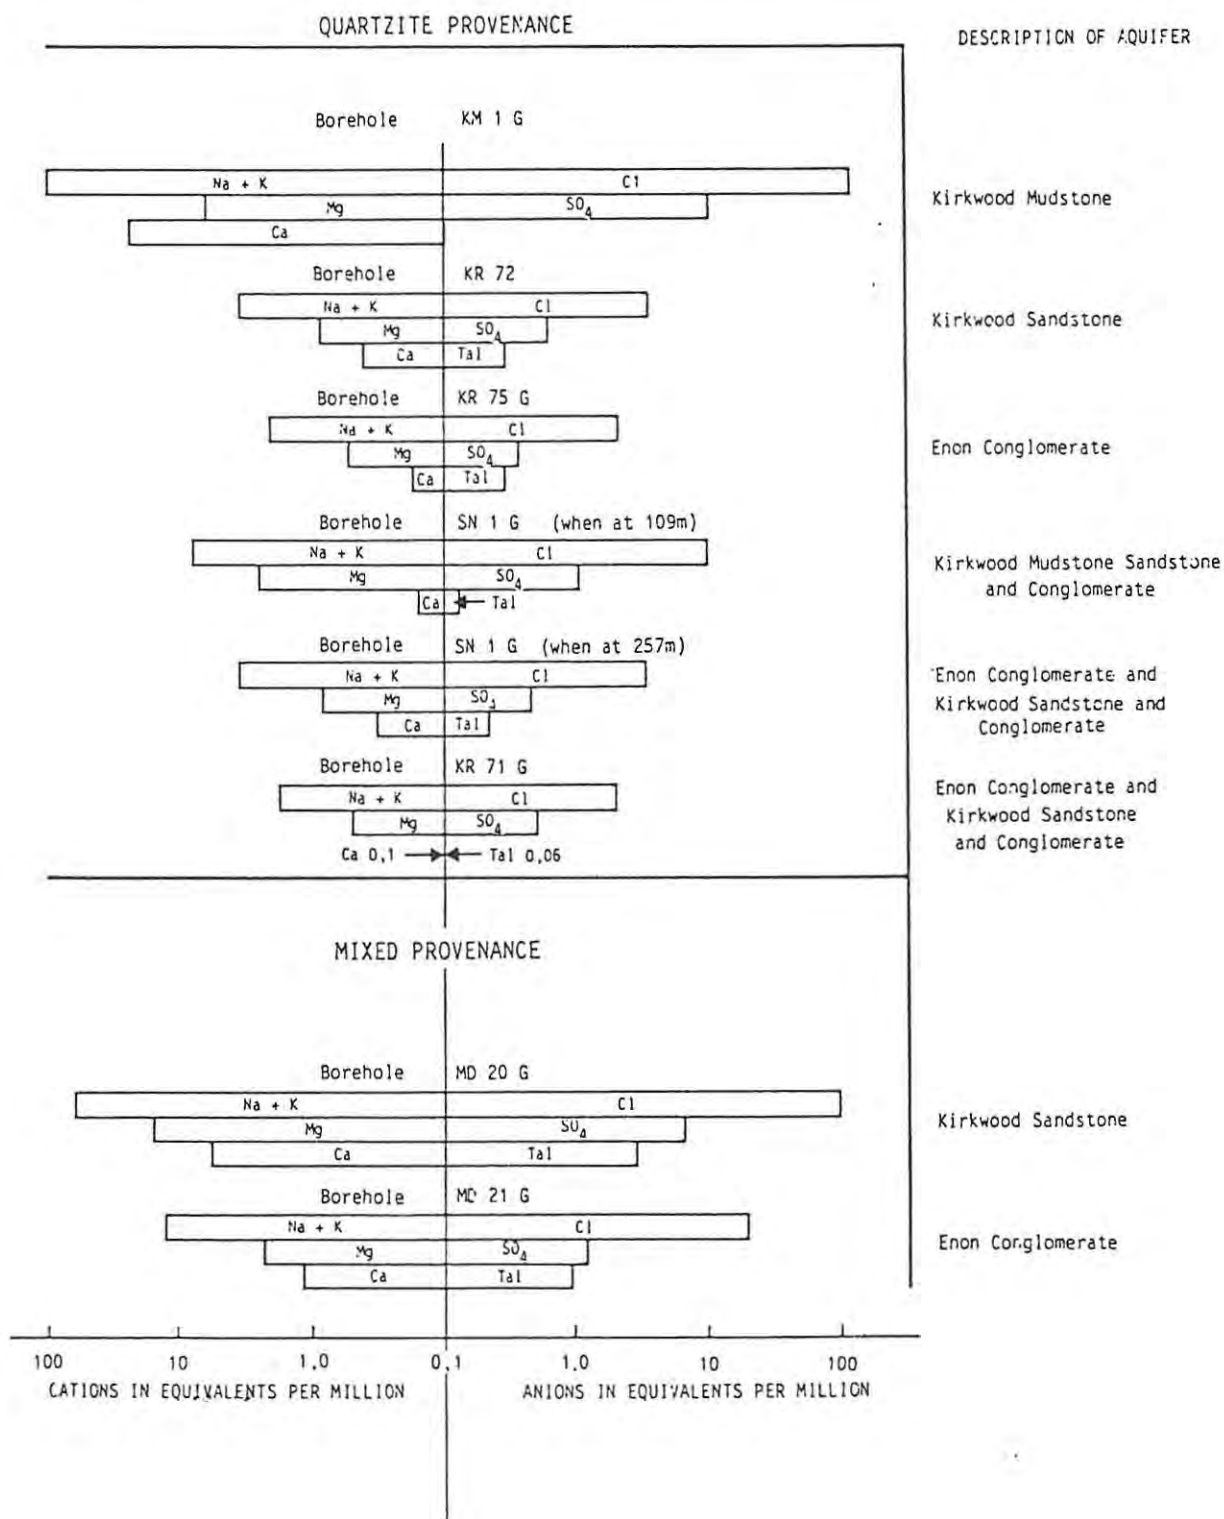 QUARTZITE PROVENANCE
DESCRIPTION OF AQUIFER
Borehole KM 1 G
Na + K Cl
Mg SO4
Ca
Kirkwood Mudstone
Borehole KR 72
Na + K Cl
Mg SO4
Ca Tal
Kirkwood Sandstone
Borehole KR 75 G
Na + K Cl
Mg SO4
Ca Tal
Enon Conglomerate
Borehole SN 1 G (when at 109m)
Na + K Cl
Mg SO4
Ca Tal
Kirkwood Mudstone Sandstone
and Conglomerate
Borehole SN 1 G (when at 257m)
Na + K Cl
Mg SO4
Ca Tal
Enon Conglomerate and
Kirkwood Sandstone and
Conglomerate
Borehole KR 71 G
Na + K Cl
Mg SO4
Ca 0,1 Tal 0,06
Enon Conglomerate and
Kirkwood Sandstone
and Conglomerate
MIXED PROVENANCE
Borehole MD 20 G
Na + K Cl
Mg SO4
Ca Tal
Kirkwood Sandstone
Borehole MD 21 G
Na + K Cl
Mg SO4
Ca Tal
Enon Conglomerate
100 10 1,0 0,1 1,0 10 100
CATIONS IN EQUIVALENTS PER MILLION ANIONS IN EQUIVALENTS PER MILLION